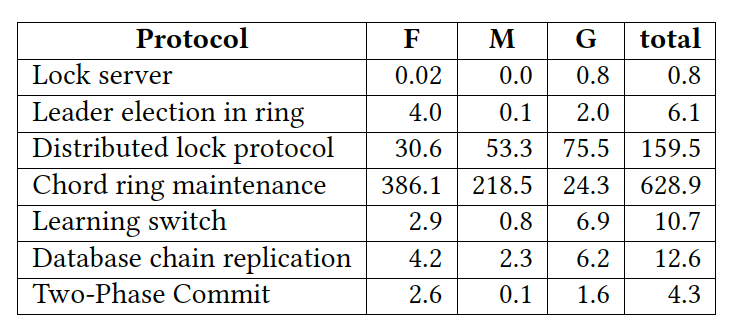 Protocol F M G total
Lock server 0.02 0.0 0.8 0.8
Leader election in ring 4.0 0.1 2.0 6.1
Distributed lock protocol 30.6 53.3 75.5 159.5
Chord ring maintenance 386.1 218.5 24.3 628.9
Learning switch 2.9 0.8 6.9 10.7
Database chain replication 4.2 2.3 6.2 12.6
Two-Phase Commit 2.6 0.1 1.6 4.3